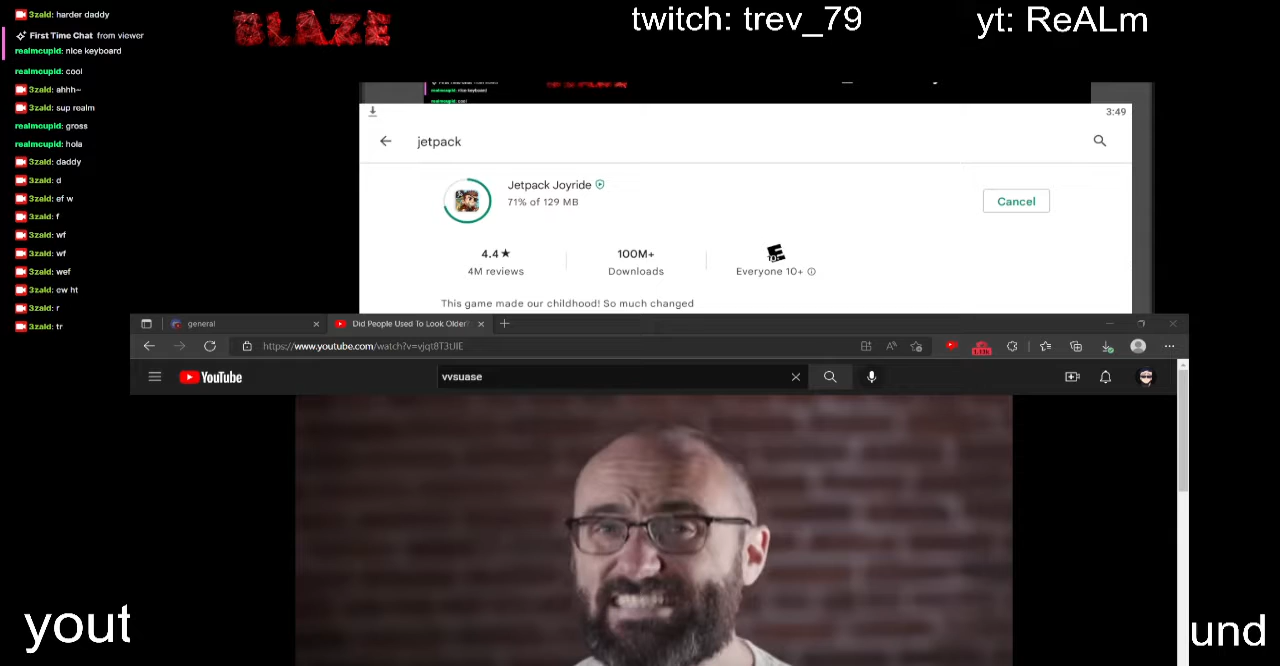 3zald: harder daddy
First Time Chat from viewer
realmcupid: nice keyboard
realmcupid: cool
3zald: ahhh~
3zald: sup realm
realmcupid: gross
realmcupid: hola
3zald: daddy
3zald: d
3zald: ef w
3zald: f
3zald: wf
3zald: wf
3zald: wef
3zald: ew ht
3zald: r
3zald: tr
BLAZE
twitch: trev_79
yt: ReALm
3:49
jetpack
Jetpack Joyride
71% of 129 MB
Cancel
4.4★
4M reviews
100M+
Downloads
Everyone 10+
This game made our childhood! So much changed
general
Did People Used To Look Older?
https://www.youtube.com/watch?v=vjqt8T3tJIE
YouTube
vvsuase
yout
und